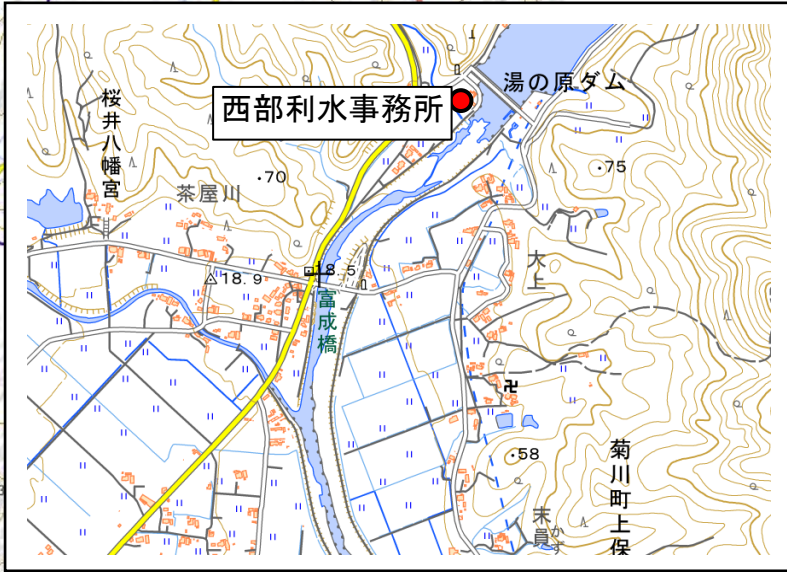 湯の原ダム
西部利水事務所
桜井八幡宮
・75
・70
茶屋川
18.5
18.9
大上
富成橋
・58
菊川町上保
末員
かず